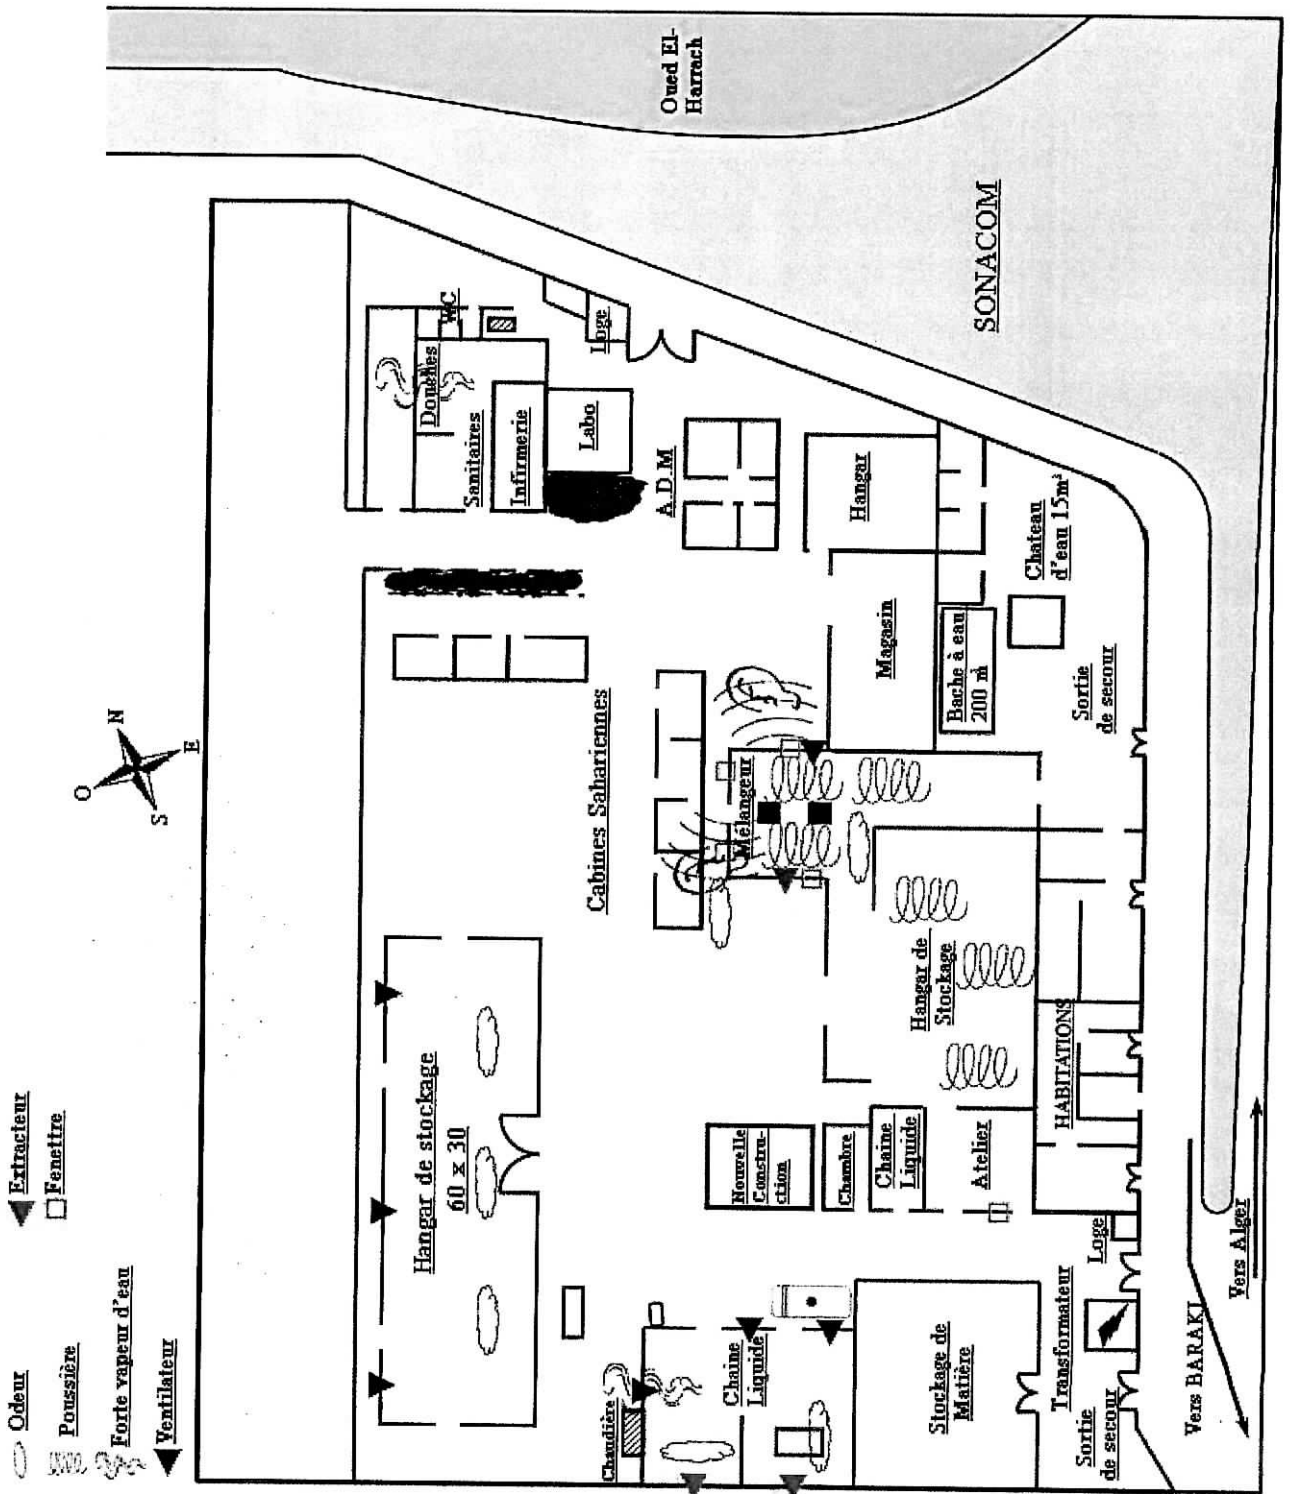 Odeur
Poussière
Forte vapeur d'eau
Ventilateur
Extracteur
Fenettre
O
N
S
E
Oued El-
Harrach
SONACOM
WC
Douanes
Sanitaires
Infirmerie
Loge
Labo
A.D.M
Hangar
Magasin
Chateau
d'eau 15m³
Bache à eau
200 m³
Sortie
de secour
Cabines Sahariennes
Mélangeur
Hangar de stockage
60 x 30
Hangar de
Stockage
HABITATIONS
Nouvelle
Constru-
ction
Chambre
Chaine
Liquide
Atelier
Loge
Chaudière
Chaine
Liquide
Stockage de
Matière
Transformateur
Sortie
de secour
Vers BARAKI
Vers Alger